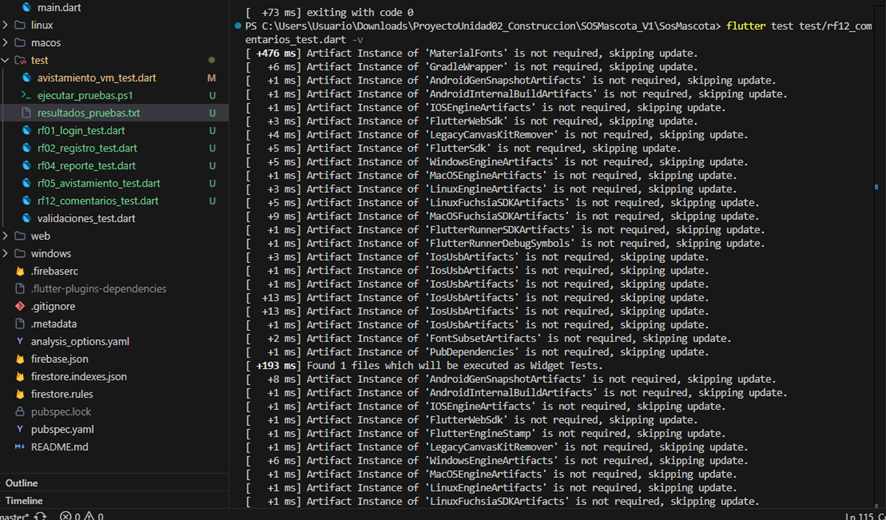 main.dart
linux
macos
test
avistamiento_vm_test.dart M
ejecutar_pruebas.ps1 U
resultados_pruebas.txt U
rf01_login_test.dart U
rf02_registro_test.dart U
rf04_reporte_test.dart U
rf05_avistamiento_test.dart U
rf12_comentarios_test.dart U
validaciones_test.dart
web
windows
.firebaserc
.flutter-plugins-dependencies
.gitignore
.metadata
analysis_options.yaml
firebase.json
firestore.indexes.json
firestore.rules
pubspec.lock
pubspec.yaml
README.md
Outline
Timeline
master* 0 0
[ +73 ms] exiting with code 0
PS C:\Users\Usuario\Downloads\ProyectoUnidad02_Construccion\SOSMascota_V1\SosMascota> flutter test test/rf12_com
entarios_test.dart -v
[ +476 ms] Artifact Instance of 'MaterialFonts' is not required, skipping update.
[ +6 ms] Artifact Instance of 'GradleWrapper' is not required, skipping update.
[ +1 ms] Artifact Instance of 'AndroidGenSnapshotArtifacts' is not required, skipping update.
[ +1 ms] Artifact Instance of 'AndroidInternalBuildArtifacts' is not required, skipping update.
[ +1 ms] Artifact Instance of 'IOSEngineArtifacts' is not required, skipping update.
[ +3 ms] Artifact Instance of 'FlutterWebSdk' is not required, skipping update.
[ +4 ms] Artifact Instance of 'LegacyCanvasKitRemover' is not required, skipping update.
[ +5 ms] Artifact Instance of 'FlutterSdk' is not required, skipping update.
[ +5 ms] Artifact Instance of 'WindowsEngineArtifacts' is not required, skipping update.
[ +1 ms] Artifact Instance of 'MacOSEngineArtifacts' is not required, skipping update.
[ +3 ms] Artifact Instance of 'LinuxEngineArtifacts' is not required, skipping update.
[ +5 ms] Artifact Instance of 'LinuxFuchsiaSDKArtifacts' is not required, skipping update.
[ +9 ms] Artifact Instance of 'MacOSFuchsiaSDKArtifacts' is not required, skipping update.
[ +1 ms] Artifact Instance of 'FlutterRunnerSDKArtifacts' is not required, skipping update.
[ +1 ms] Artifact Instance of 'FlutterRunnerDebugSymbols' is not required, skipping update.
[ +3 ms] Artifact Instance of 'IosUsbArtifacts' is not required, skipping update.
[ +1 ms] Artifact Instance of 'IosUsbArtifacts' is not required, skipping update.
[ +1 ms] Artifact Instance of 'IosUsbArtifacts' is not required, skipping update.
[ +13 ms] Artifact Instance of 'IosUsbArtifacts' is not required, skipping update.
[ +13 ms] Artifact Instance of 'IosUsbArtifacts' is not required, skipping update.
[ +1 ms] Artifact Instance of 'IosUsbArtifacts' is not required, skipping update.
[ +2 ms] Artifact Instance of 'FontSubsetArtifacts' is not required, skipping update.
[ +1 ms] Artifact Instance of 'PubDependencies' is not required, skipping update.
[ +193 ms] Found 1 files which will be executed as Widget Tests.
[ +8 ms] Artifact Instance of 'AndroidGenSnapshotArtifacts' is not required, skipping update.
[ +1 ms] Artifact Instance of 'AndroidInternalBuildArtifacts' is not required, skipping update.
[ +1 ms] Artifact Instance of 'IOSEngineArtifacts' is not required, skipping update.
[ +1 ms] Artifact Instance of 'FlutterWebSdk' is not required, skipping update.
[ +1 ms] Artifact Instance of 'FlutterEngineStamp' is not required, skipping update.
[ +1 ms] Artifact Instance of 'LegacyCanvasKitRemover' is not required, skipping update.
[ +6 ms] Artifact Instance of 'WindowsEngineArtifacts' is not required, skipping update.
[ +1 ms] Artifact Instance of 'MacOSEngineArtifacts' is not required, skipping update.
[ +1 ms] Artifact Instance of 'LinuxEngineArtifacts' is not required, skipping update.
[ +1 ms] Artifact Instance of 'LinuxFuchsiaSDKArtifacts' is not required, skipping update.
Ln 115,